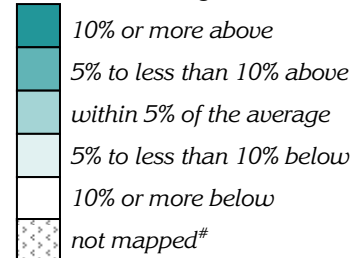 10% or more above
5% to less than 10% above
within 5% of the average
5% to less than 10% below
10% or more below
not mapped#